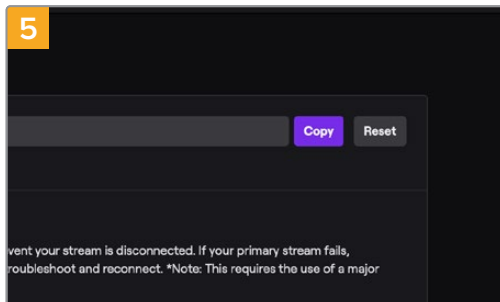 5
Copy Reset
vent your stream is disconnected. If your primary stream fails,
roubleshoot and reconnect. *Note: This requires the use of a major